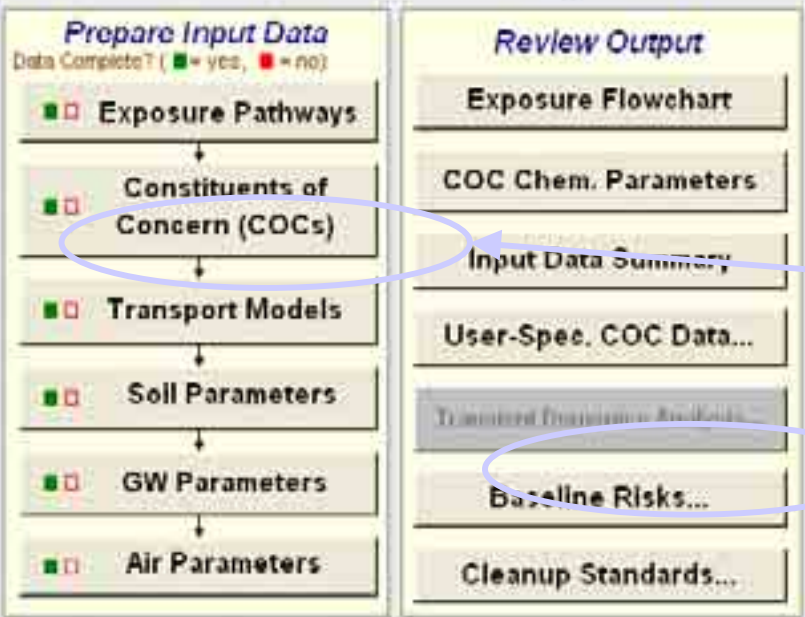 Prepare Input Data
Data Complete? ( ■ = yes, ■ = no)
Exposure Pathways
Constituents of
Concern (COCs)
Transport Models
Soil Parameters
GW Parameters
Air Parameters
Review Output
Exposure Flowchart
COC Chem. Parameters
Input Data Summary
User-Spec. COC Data...
Baseline Risks...
Cleanup Standards...